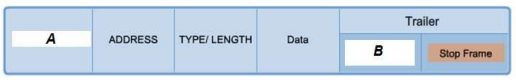 Trailer
A
ADDRESS
TYPE/ LENGTH
Data
B
Stop Frame